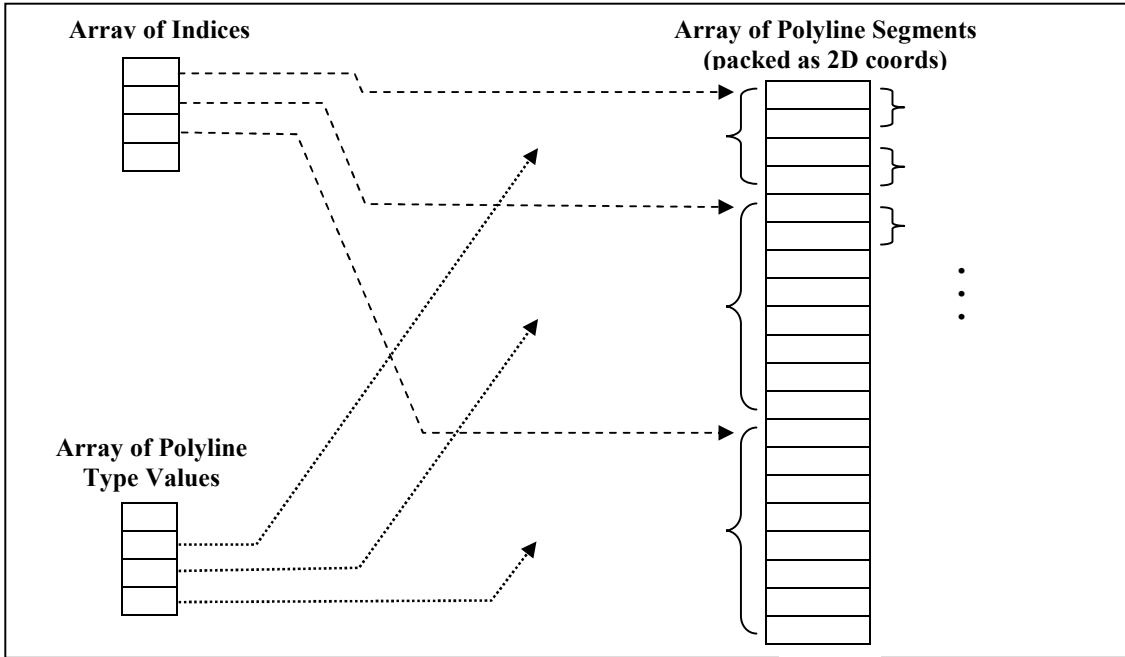 Array of Indices
Array of Polyline Segments
(packed as 2D coords)
Array of Polyline
Type Values